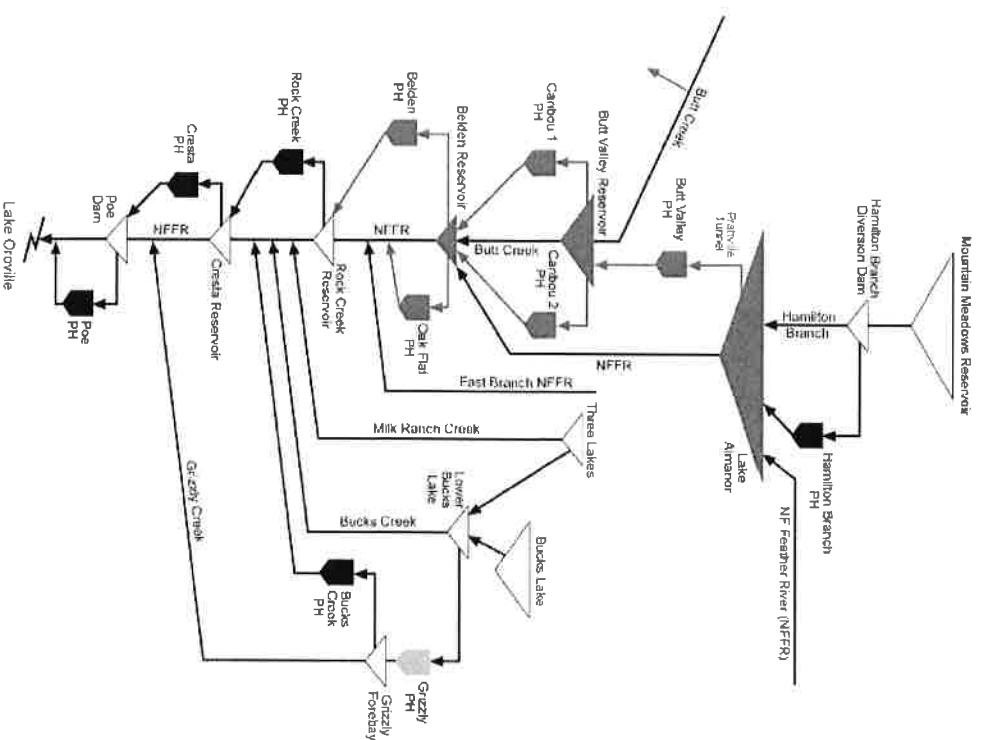 Mountain Meadows Reservoir
Hamilton Branch
Diversion Dam
Hamilton
Branch
Hamilton Branch
PH
NF Feather River (NFFR)
Lake
Almanor
Prattville
Tunnel
Butt Valley
PH
Butt Creek
Butt Valley Reservoir
Caribou 1
PH
Caribou 2
PH
Butt Creek
NFFR
Belden Reservoir
Belden
PH
Oak Flat
PH
NFFR
East Branch NFFR
Three Lakes
Milk Ranch Creek
Lower
Bucks
Lake
Bucks Lake
Bucks Creek
Rock Creek
Reservoir
Rock Creek
PH
Bucks
Creek
PH
Grizzly
PH
Grizzly
Forebay
Grizzly Creek
Cresta Reservoir
Cresta
PH
NFFR
Poe
Dam
Poe
PH
Lake Oroville